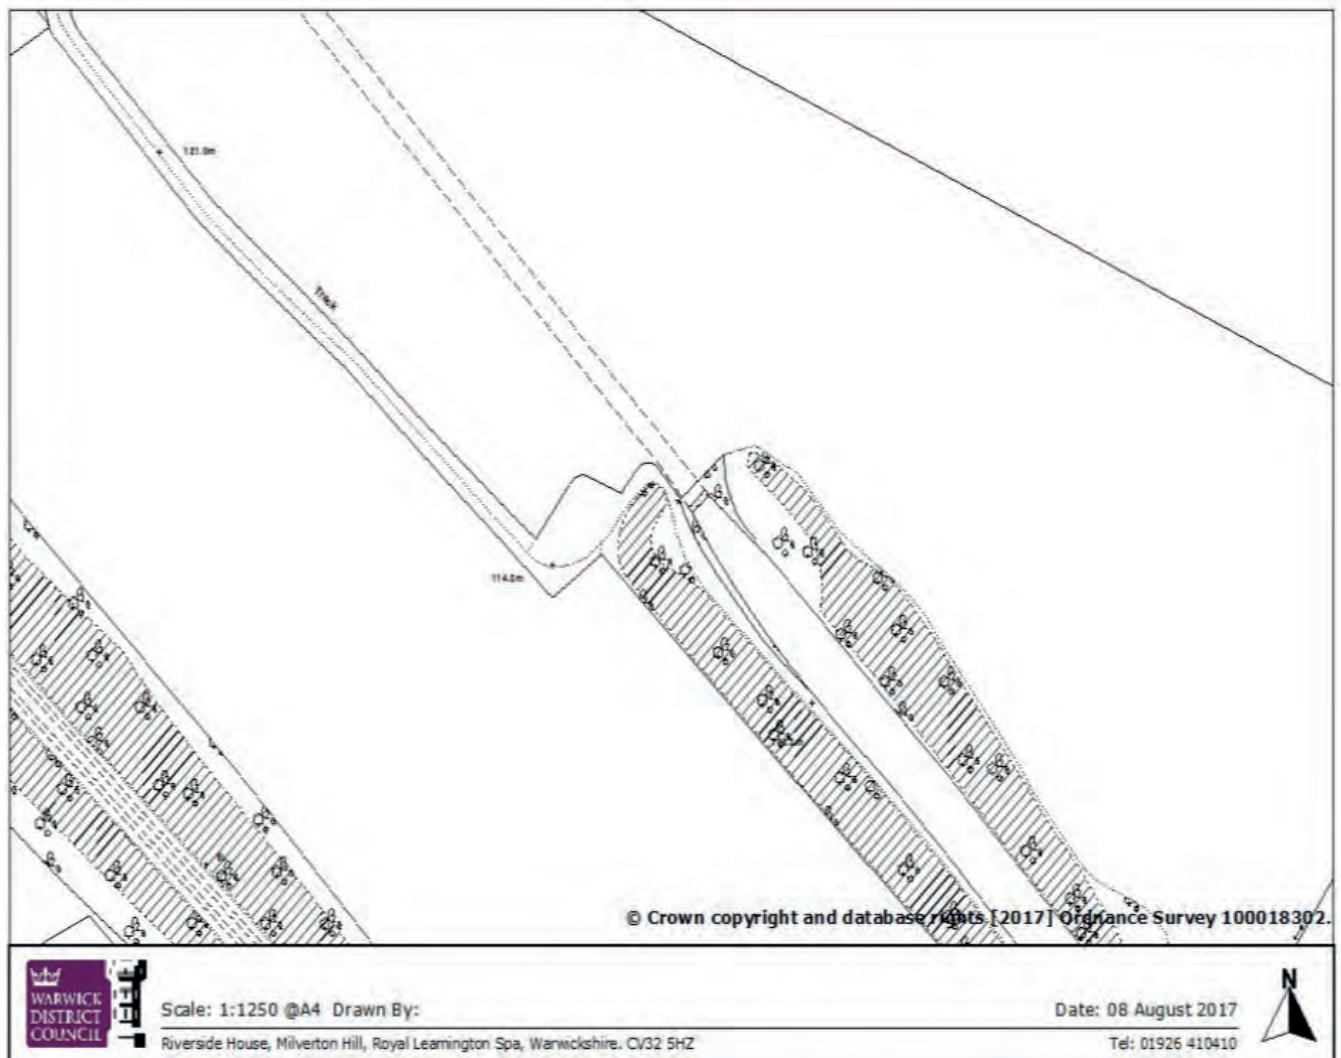 Track
114.0m
© Crown copyright and database rights [2017] Ordnance Survey 100018302.
WARWICK
DISTRICT
COUNCIL
Scale: 1:1250 @A4 Drawn By:
Date: 08 August 2017
N
Riverside House, Milverton Hill, Royal Leamington Spa, Warwickshire. CV32 5HZ
Tel: 01926 410410